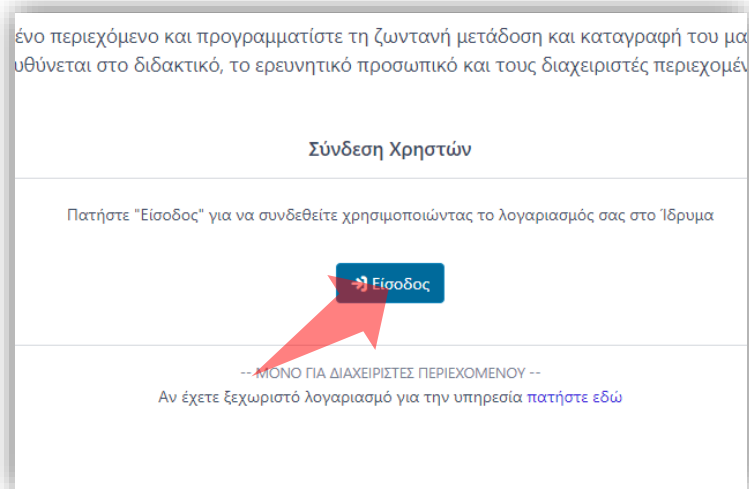 ένο περιεχόμενο και προγραμματίστε τη ζωντανή μετάδοση και καταγραφή του μα
υθύνεται στο διδακτικό, το ερευνητικό προσωπικό και τους διαχειριστές περιεχομέν
Σύνδεση Χρηστών
Πατήστε "Είσοδος" για να συνδεθείτε χρησιμοποιώντας το λογαριασμός σας στο Ίδρυμα
Είσοδος
-- ΜΟΝΟ ΓΙΑ ΔΙΑΧΕΙΡΙΣΤΕΣ ΠΕΡΙΕΧΟΜΕΝΟΥ --
Αν έχετε ξεχωριστό λογαριασμό για την υπηρεσία πατήστε εδώ